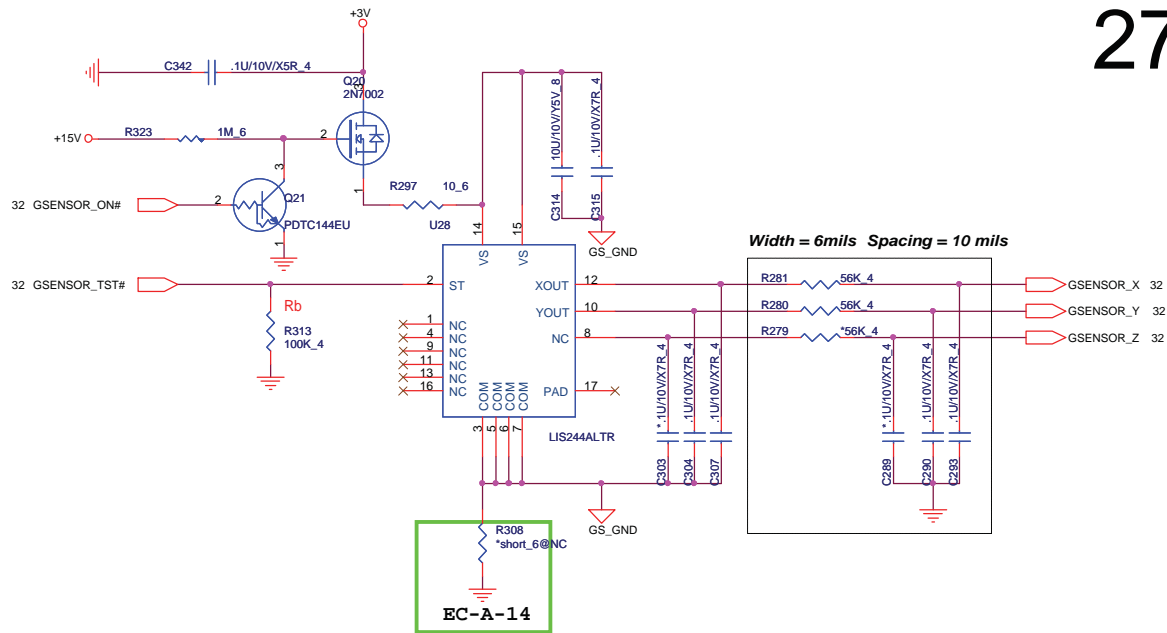 27
+3V
C342 .1U/10V/X5R_4
Q20
2N7002
3
+15V R323 1M_6 2
1
3
32 GSENSOR_ON# 2 Q21
PDTC144EU
1
R297 10_6
U28
10U/10V/Y5V_8
.1U/10V/X7R_4
C314
C315
GS_GND
14
15
VS
VS
Width = 6mils Spacing = 10 mils
32 GSENSOR_TST# 2 ST
XOUT 12 R281 56K_4 GSENSOR_X 32
YOUT 10 R280 56K_4 GSENSOR_Y 32
NC 8 R279 *56K_4 GSENSOR_Z 32
Rb
R313
100K_4
1 NC
4 NC
9 NC
11 NC
13 NC
16 NC
PAD 17
COM
COM
COM
COM
3
5
6
7
LIS244ALTR
*.1U/10V/X7R_4
.1U/10V/X7R_4
.1U/10V/X7R_4
C303
C304
C307
*.1U/10V/X7R_4
.1U/10V/X7R_4
.1U/10V/X7R_4
C289
C290
C293
GS_GND
R308
*short_6@NC
EC-A-14